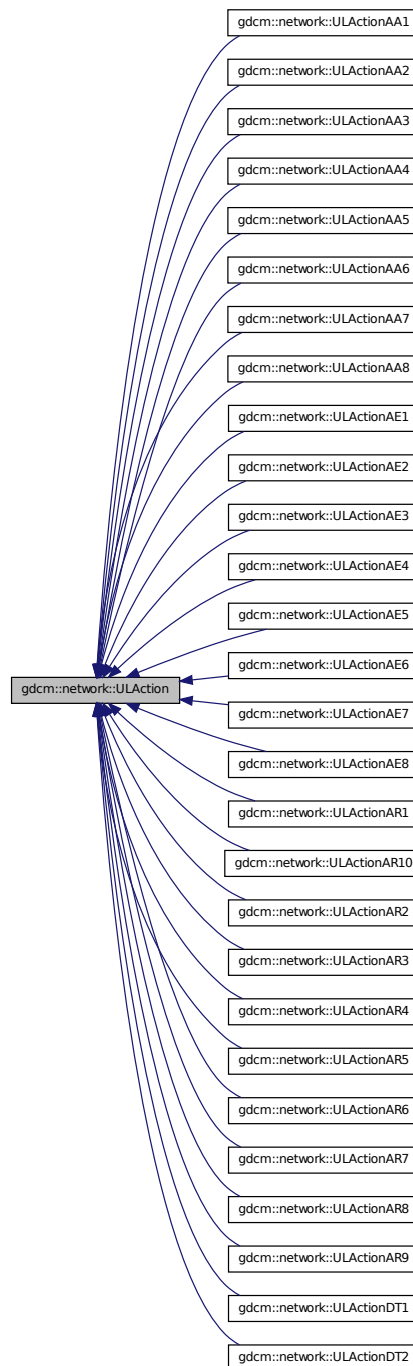 gdcm::network::ULActionAA1
gdcm::network::ULActionAA2
gdcm::network::ULActionAA3
gdcm::network::ULActionAA4
gdcm::network::ULActionAA5
gdcm::network::ULActionAA6
gdcm::network::ULActionAA7
gdcm::network::ULActionAA8
gdcm::network::ULActionAE1
gdcm::network::ULActionAE2
gdcm::network::ULActionAE3
gdcm::network::ULActionAE4
gdcm::network::ULActionAE5
gdcm::network::ULActionAE6
gdcm::network::ULAction
gdcm::network::ULActionAE7
gdcm::network::ULActionAE8
gdcm::network::ULActionAR1
gdcm::network::ULActionAR10
gdcm::network::ULActionAR2
gdcm::network::ULActionAR3
gdcm::network::ULActionAR4
gdcm::network::ULActionAR5
gdcm::network::ULActionAR6
gdcm::network::ULActionAR7
gdcm::network::ULActionAR8
gdcm::network::ULActionAR9
gdcm::network::ULActionDT1
gdcm::network::ULActionDT2